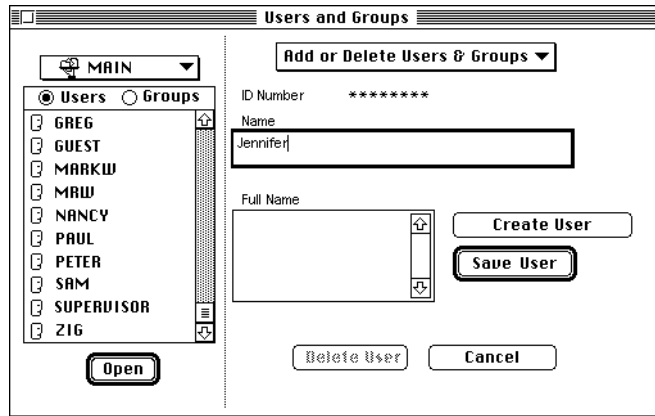 Users and Groups
MAIN
Users Groups
GREG
GUEST
MARKW
MRW
NANCY
PAUL
PETER
SAM
SUPERVISOR
ZIG
Open
Add or Delete Users & Groups
ID Number ********
Name
Jennifer
Full Name
Create User
Save User
Delete User
Cancel